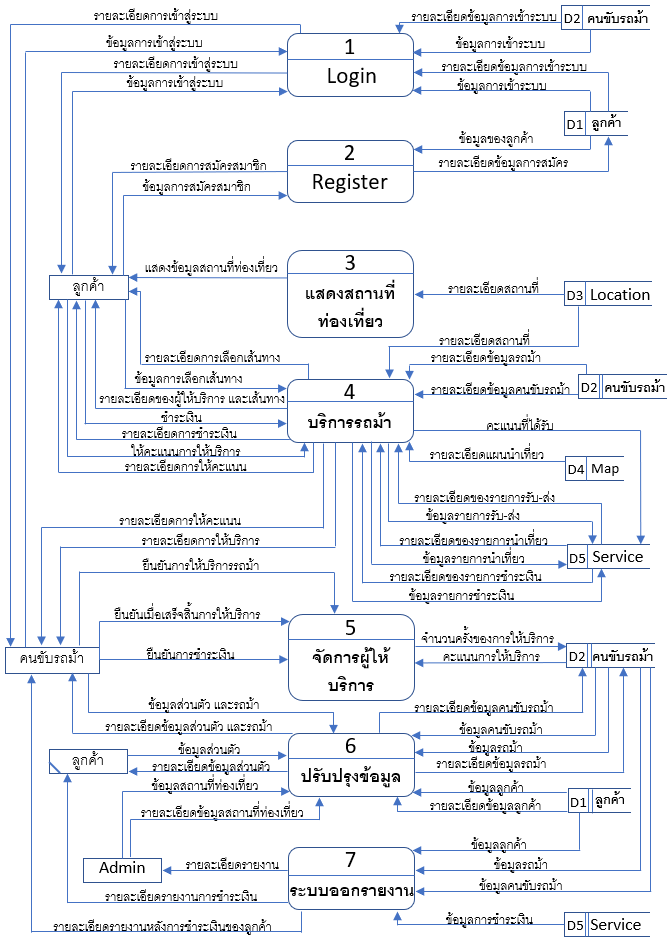 รายละเอียดการเข้าสู่ระบบ
รายละเอียดข้อมูลการเข้าระบบ
D2 คนขับรถม้า
1
Login
ข้อมูลการเข้าสู่ระบบ
ข้อมูลการเข้าระบบ
รายละเอียดการเข้าสู่ระบบ
รายละเอียดข้อมูลการเข้าระบบ
ข้อมูลการเข้าสู่ระบบ
ข้อมูลการเข้าระบบ
D1 ลูกค้า
ข้อมูลของลูกค้า
2
Register
รายละเอียดการสมัครสมาชิก
รายละเอียดข้อมูลการสมัคร
ข้อมูลการสมัครสมาชิก
3
แสดงสถานที่
ท่องเที่ยว
แสดงข้อมูลสถานที่ท่องเที่ยว
ลูกค้า
รายละเอียดสถานที่
D3 Location
รายละเอียดสถานที่
รายละเอียดการเลือกเส้นทาง
รายละเอียดข้อมูลรถม้า
ข้อมูลการเลือกเส้นทาง
4
บริการรถม้า
รายละเอียดข้อมูลคนขับรถม้า
D2 คนขับรถม้า
รายละเอียดของผู้ให้บริการ และเส้นทาง
ชำระเงิน
คะแนนที่ได้รับ
รายละเอียดการชำระเงิน
ให้คะแนนการให้บริการ
รายละเอียดแผนนำเที่ยว
รายละเอียดการให้คะแนน
D4 Map
รายละเอียดของรายการรับ-ส่ง
ข้อมูลรายการรับ-ส่ง
รายละเอียดการให้คะแนน
รายละเอียดการให้บริการ
รายละเอียดของรายการนำเที่ยว
ข้อมูลรายการนำเที่ยว
D5 Service
ยืนยันการให้บริการรถม้า
รายละเอียดของรายการชำระเงิน
ข้อมูลรายการชำระเงิน
ยืนยันเมื่อเสร็จสิ้นการให้บริการ
5
จัดการผู้ให้
บริการ
จำนวนครั้งของการให้บริการ
คนขับรถม้า
ยืนยันการชำระเงิน
คะแนนการให้บริการ
D2 คนขับรถม้า
ข้อมูลส่วนตัว และรถม้า
รายละเอียดข้อมูลคนขับรถม้า
รายละเอียดข้อมูลส่วนตัว และรถม้า
ข้อมูลคนขับรถม้า
6
ปรับปรุงข้อมูล
ข้อมูลส่วนตัว
ข้อมูลรถม้า
ลูกค้า
รายละเอียดข้อมูลส่วนตัว
รายละเอียดข้อมูลรถม้า
ข้อมูลสถานที่ท่องเที่ยว
ข้อมูลลูกค้า
รายละเอียดข้อมูลสถานที่ท่องเที่ยว
รายละเอียดข้อมูลลูกค้า
D1 ลูกค้า
ข้อมูลลูกค้า
Admin
รายละเอียดรายงาน
7
ระบบออกรายงาน
ข้อมูลรถม้า
ข้อมูลคนขับรถม้า
รายละเอียดรายงานการชำระเงิน
รายละเอียดรายงานหลังการชำระเงินของลูกค้า
ข้อมูลการชำระเงิน
D5 Service